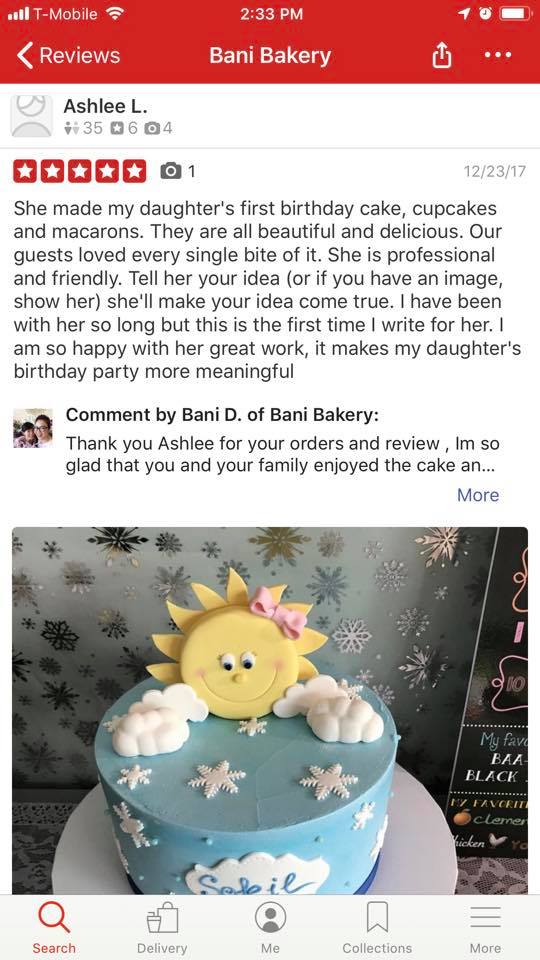 T-Mobile 2:33 PM
Reviews Bani Bakery
Ashlee L.
35 6 4
1 12/23/17
She made my daughter's first birthday cake, cupcakes
and macarons. They are all beautiful and delicious. Our
guests loved every single bite of it. She is professional
and friendly. Tell her your idea (or if you have an image,
show her) she'll make your idea come true. I have been
with her so long but this is the first time I write for her. I
am so happy with her great work, it makes my daughter's
birthday party more meaningful
Comment by Bani D. of Bani Bakery:
Thank you Ashlee for your orders and review , Im so
glad that you and your family enjoyed the cake an...
More
10
My favo
BAA-
BLACK
MY FAVORIT
clemen
hicken Yo
Soleil
Search Delivery Me Collections More